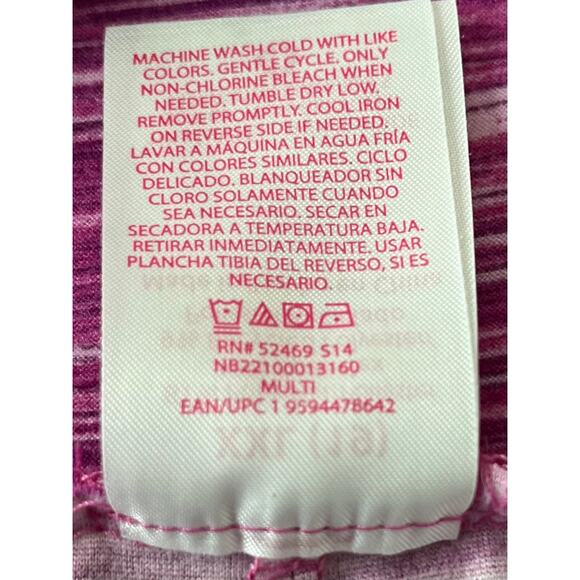 MACHINE WASH COLD WITH LIKE
COLORS. GENTLE CYCLE. ONLY
NON-CHLORINE BLEACH WHEN
NEEDED. TUMBLE DRY LOW.
REMOVE PROMPTLY. COOL IRON
ON REVERSE SIDE IF NEEDED.
LAVAR A MÁQUINA EN AGUA FRÍA
CON COLORES SIMILARES. CICLO
DELICADO. BLANQUEADOR SIN
CLORO SOLAMENTE CUANDO
SEA NECESARIO. SECAR EN
SECADORA A TEMPERATURA BAJA.
RETIRAR INMEDIATAMENTE. USAR
PLANCHA TIBIA DEL REVERSO, SI ES
NECESARIO.
RN# 52469 S14
NB22100013160
MULTI
EAN/UPC 1 9594478642
XXL (19)